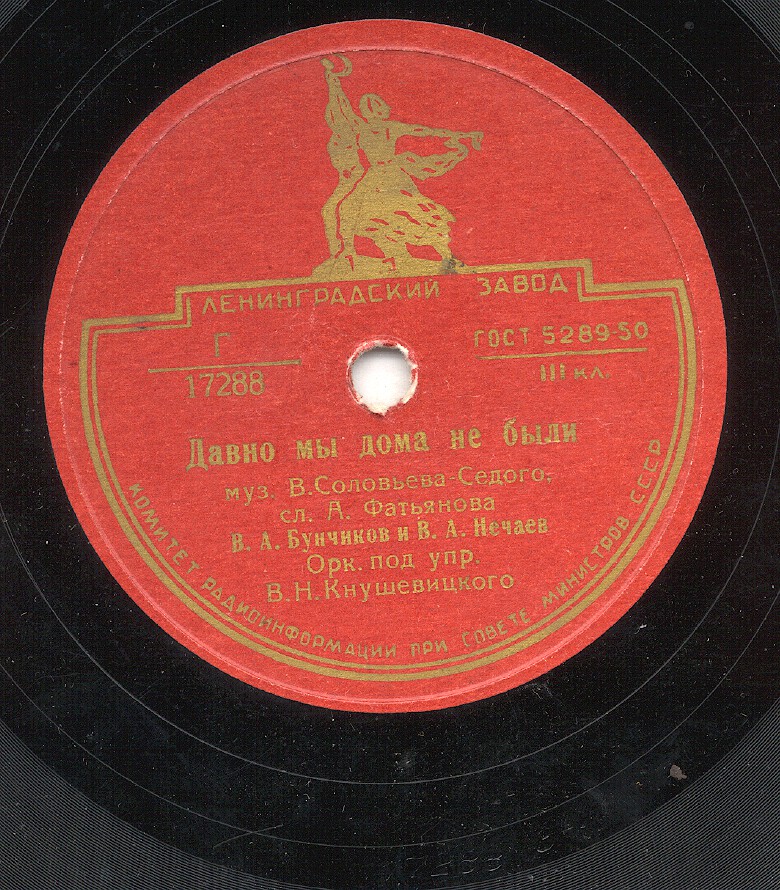 ЛЕНИНГРАДСКИЙ ЗАВОД
Г
17288
ГОСТ 5289-50
III кл.
Давно мы дома не были
муз. В.Соловьева-Седого,
сл. А. Фатьянова
В. А. Бунчиков и В. А. Нечаев
Орк. под упр.
В.Н.Кнушевицкого
КОМИТЕТ РАДИОИНФОРМАЦИИ ПРИ СОВЕТЕ МИНИСТРОВ СССР